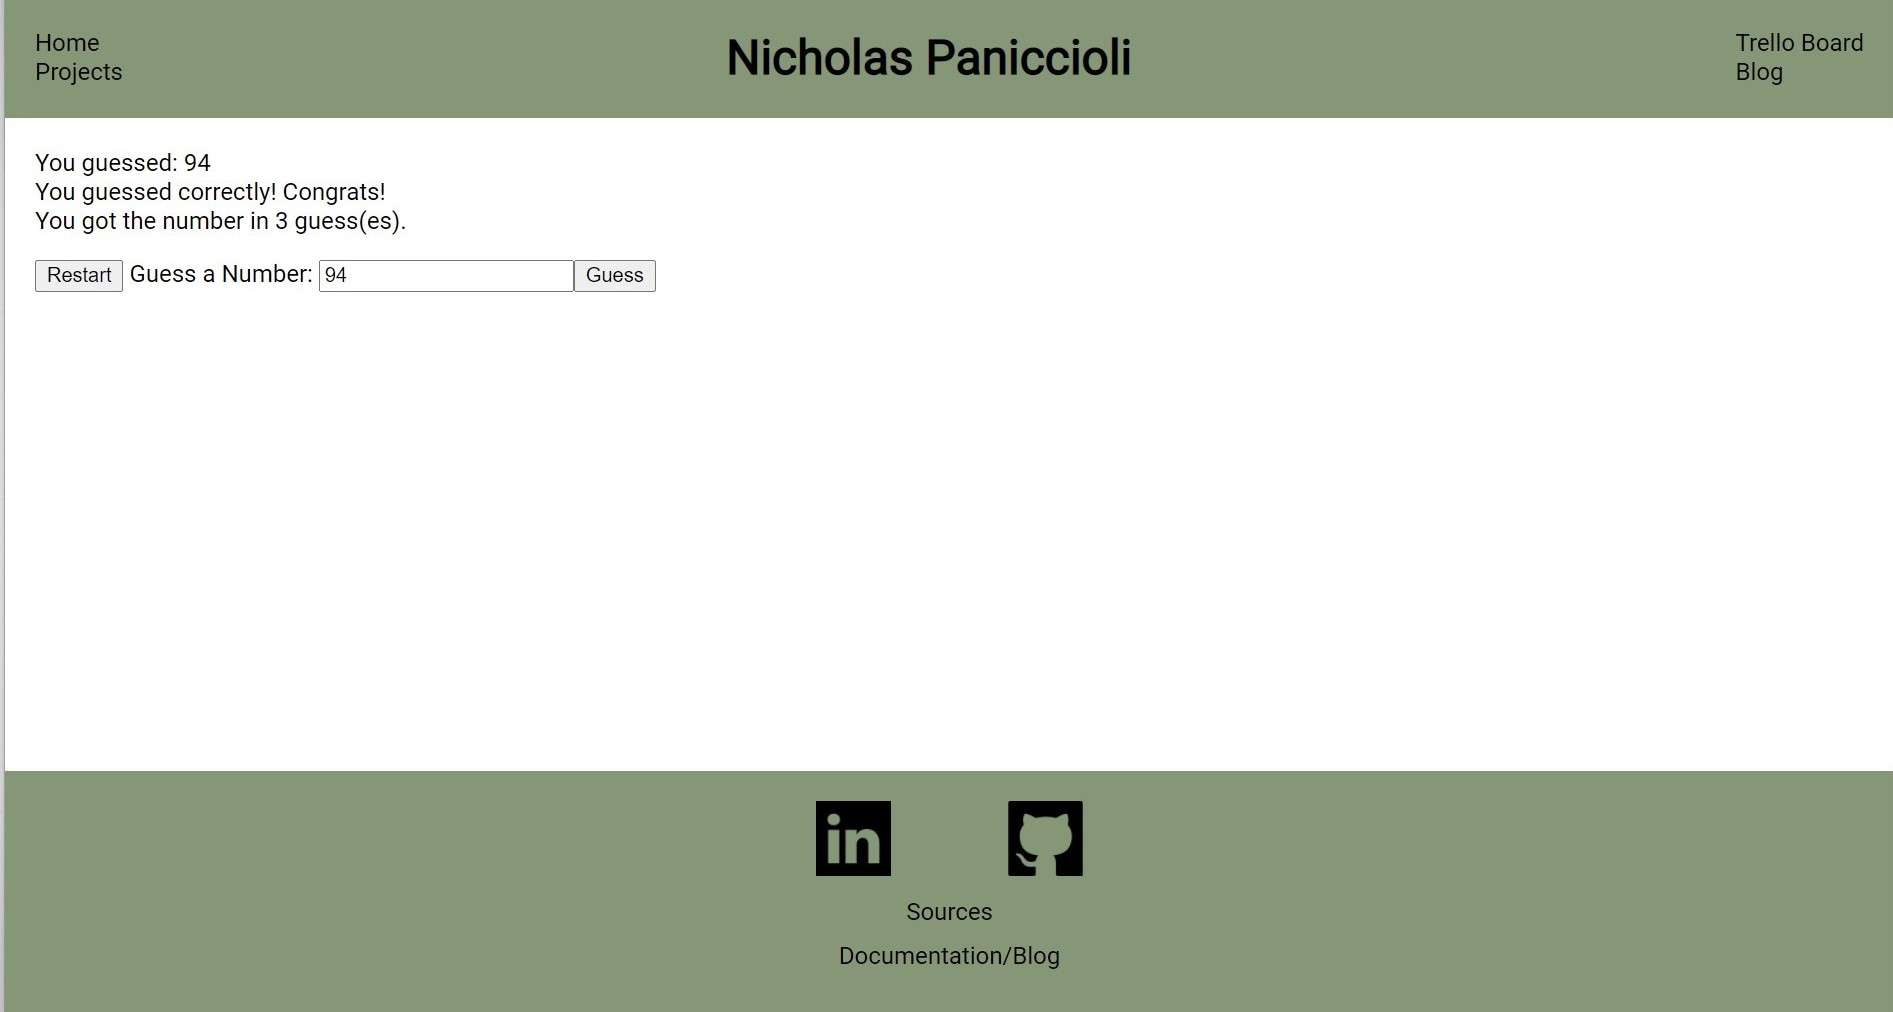 Home
Projects
Nicholas Paniccioli
Trello Board
Blog
You guessed: 94
You guessed correctly! Congrats!
You got the number in 3 guess(es).
Restart Guess a Number: 94 Guess
in
Sources
Documentation/Blog